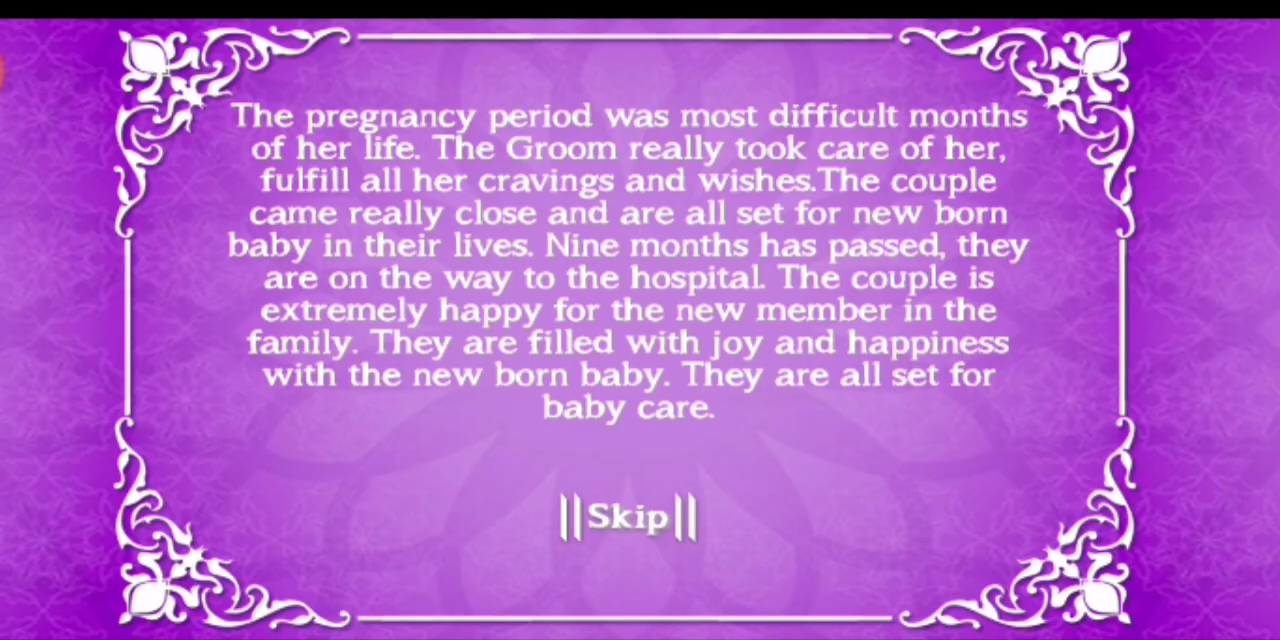 The pregnancy period was most difficult months
of her life. The Groom really took care of her,
fulfill all her cravings and wishes.The couple
came really close and are all set for new born
baby in their lives. Nine months has passed, they
are on the way to the hospital. The couple is
extremely happy for the new member in the
family. They are filled with joy and happiness
with the new born baby. They are all set for
baby care.
||Skip||